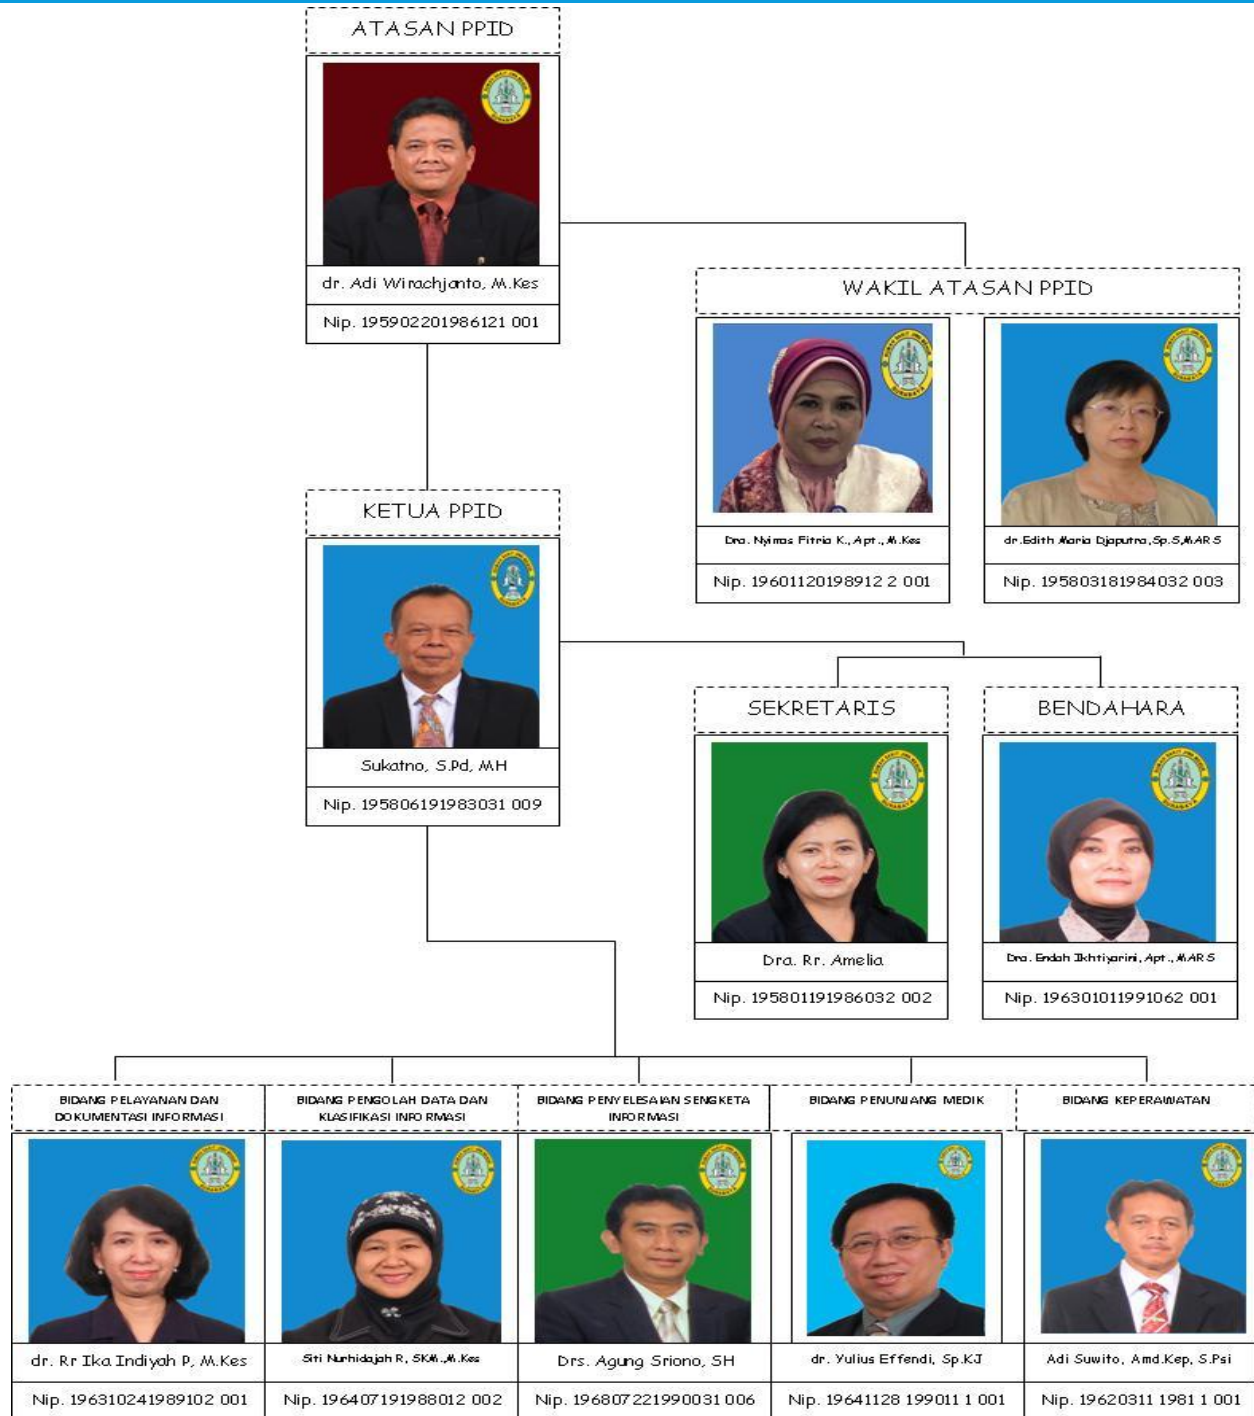 ATASAN PPID
dr. Adi Wirachjanto, M.Kes
Nip. 195902201986121 001
WAKIL ATASAN PPID
Dra. Nyimas Fitria K., Apt., M.Kes
Nip. 19601120198912 2 001
dr.Edith Maria Djaputra,Sp.S,MARS
Nip. 195803181984032 003
KETUA PPID
Sukatno, S.Pd, MH
Nip. 195806191983031 009
SEKRETARIS
Dra. Rr. Amelia
Nip. 195801191986032 002
BENDAHARA
Dra. Endah Ikhtiyarini, Apt., MARS
Nip. 196301011991062 001
BIDANG PELAYANAN DAN
DOKUMENTASI INFORMASI
dr. Rr Ika Indiyah P, M.Kes
Nip. 196310241989102 001
BIDANG PENGOLAH DATA DAN
KLASIFIKASI INFORMASI
Siti Nurhidajah R, SKM.,M.Kes
Nip. 196407191988012 002
BIDANG PENYELESAIAN SENGKETA
INFORMASI
Drs. Agung Sriono, SH
Nip. 196807221990031 006
BIDANG PENUNJANG MEDIK
dr. Yulius Effendi, Sp.KJ
Nip. 19641128 199011 1 001
BIDANG KEPERAWATAN
Adi Suwito, Amd.Kep, S.Psi
Nip. 19620311 1981 1 001
SURABAYA